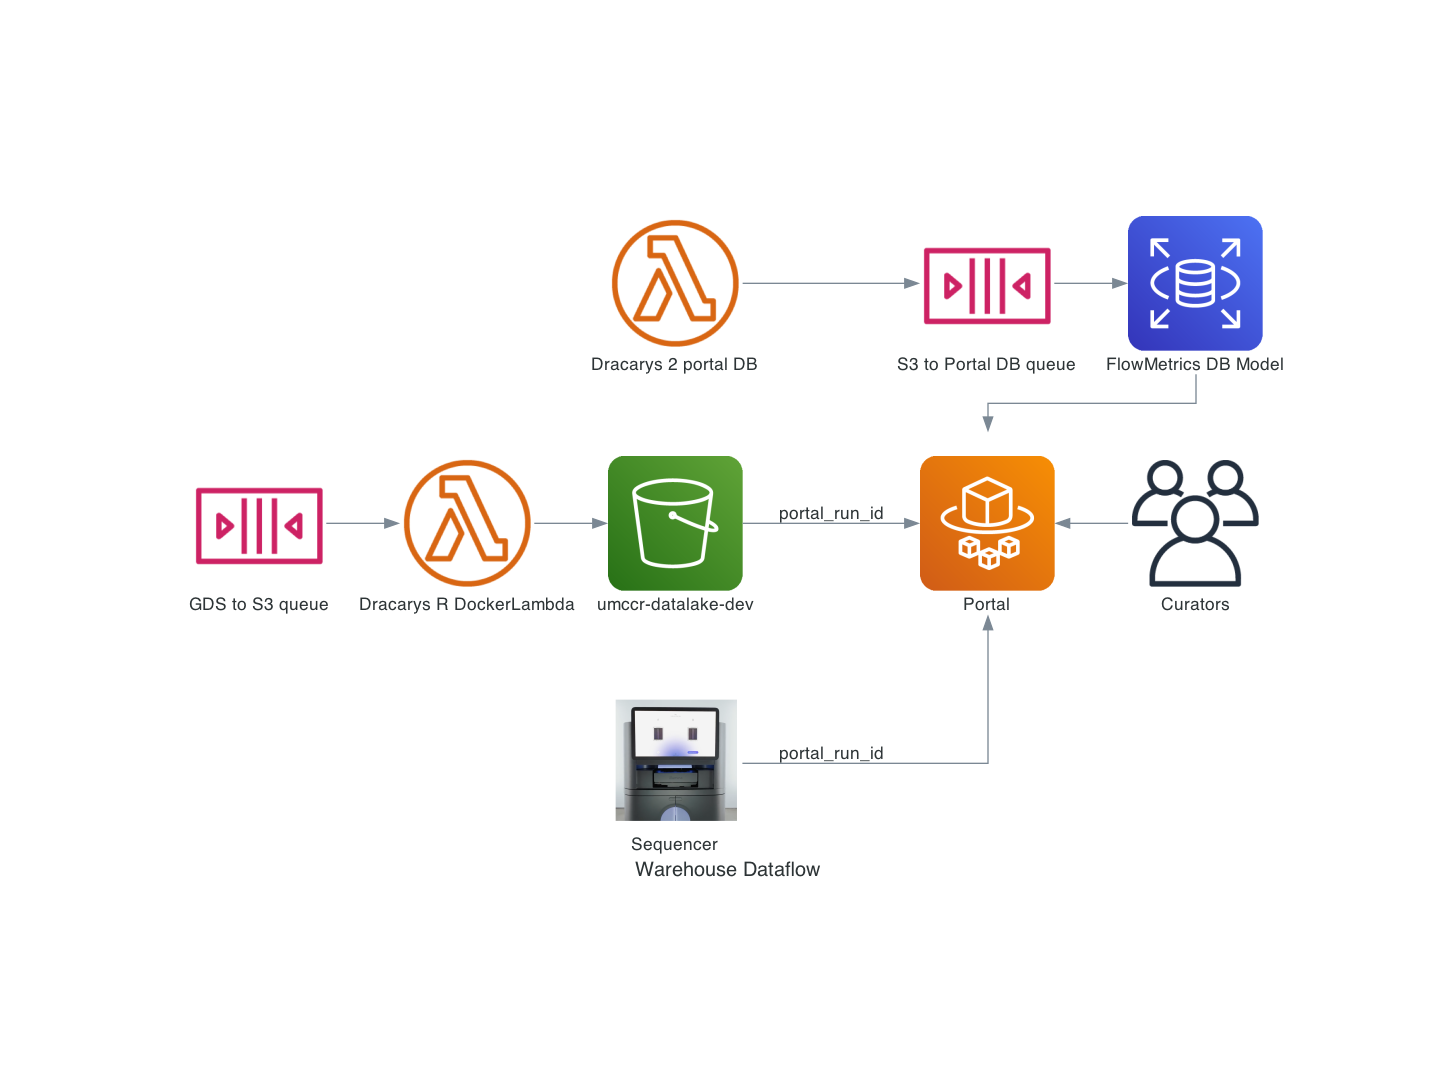 Dracarys 2 portal DB
S3 to Portal DB queue
FlowMetrics DB Model
portal_run_id
GDS to S3 queue
Dracarys R DockerLambda
umccr-datalake-dev
Portal
Curators
portal_run_id
Sequencer
Warehouse Dataflow